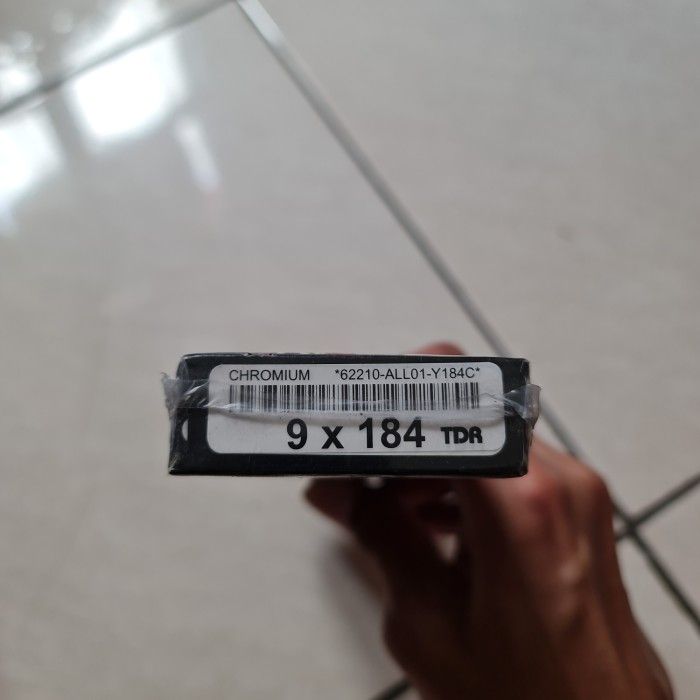 CHROMIUM *62210-ALL01-Y184C*
9 x 184 TDR